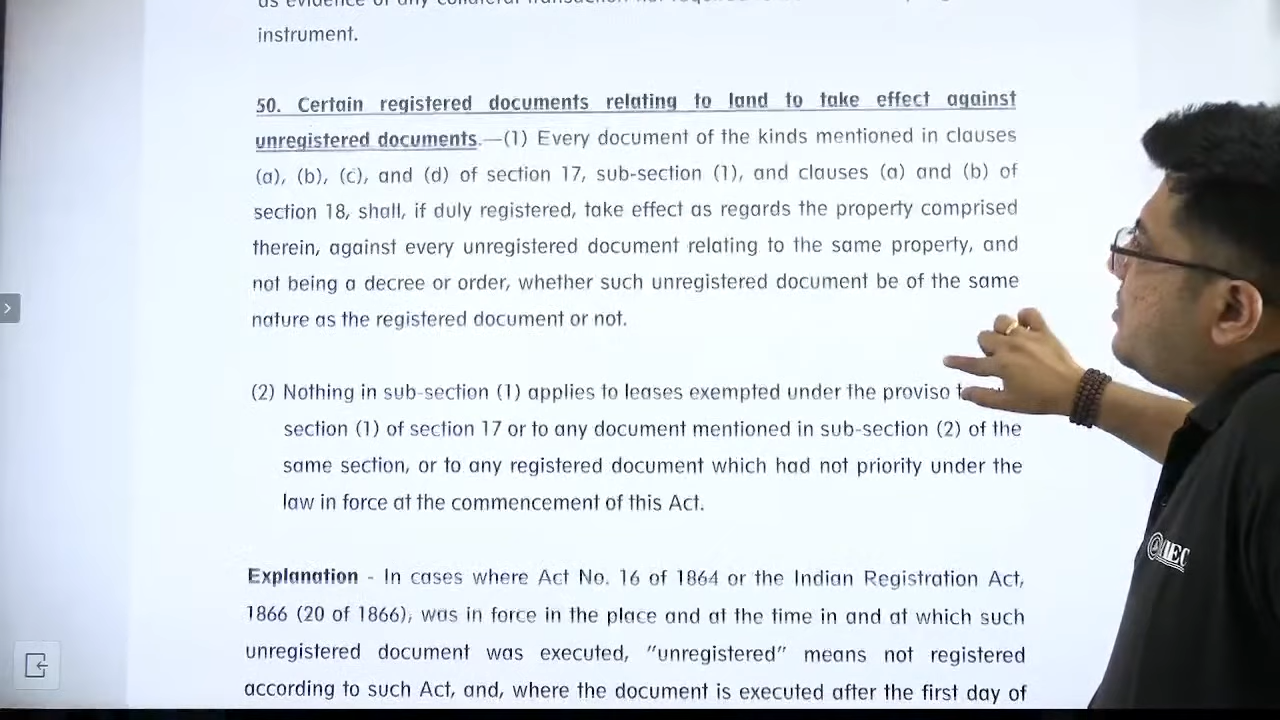 instrument.
50. Certain registered documents relating to land to take effect against
unregistered documents.—(1) Every document of the kinds mentioned in clauses
(a), (b), (c), and (d) of section 17, sub-section (1), and clauses (a) and (b) of
section 18, shall, if duly registered, take effect as regards the property comprised
therein, against every unregistered document relating to the same property, and
not being a decree or order, whether such unregistered document be of the same
nature as the registered document or not.
(2) Nothing in sub-section (1) applies to leases exempted under the proviso
section (1) of section 17 or to any document mentioned in sub-section (2) of the
same section, or to any registered document which had not priority under the
law in force at the commencement of this Act.
Explanation - In cases where Act No. 16 of 1864 or the Indian Registration Act,
1866 (20 of 1866), was in force in the place and at the time in and at which such
unregistered document was executed, "unregistered" means not registered
according to such Act, and, where the document is executed after the first day of